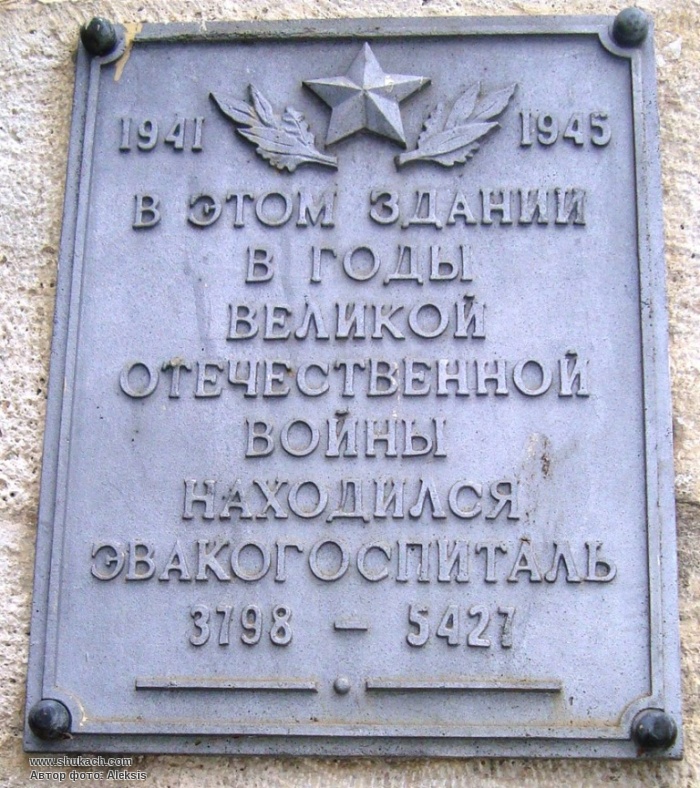 1941 1945
В ЭТОМ ЗДАНИИ
В ГОДЫ
ВЕЛИКОЙ
ОТЕЧЕСТВЕННОЙ
ВОЙНЫ
НАХОДИЛСЯ
ЭВАКОГОСПИТАЛЬ
3798 – 5427
www.shukach.com
Автор фото: Aleksis